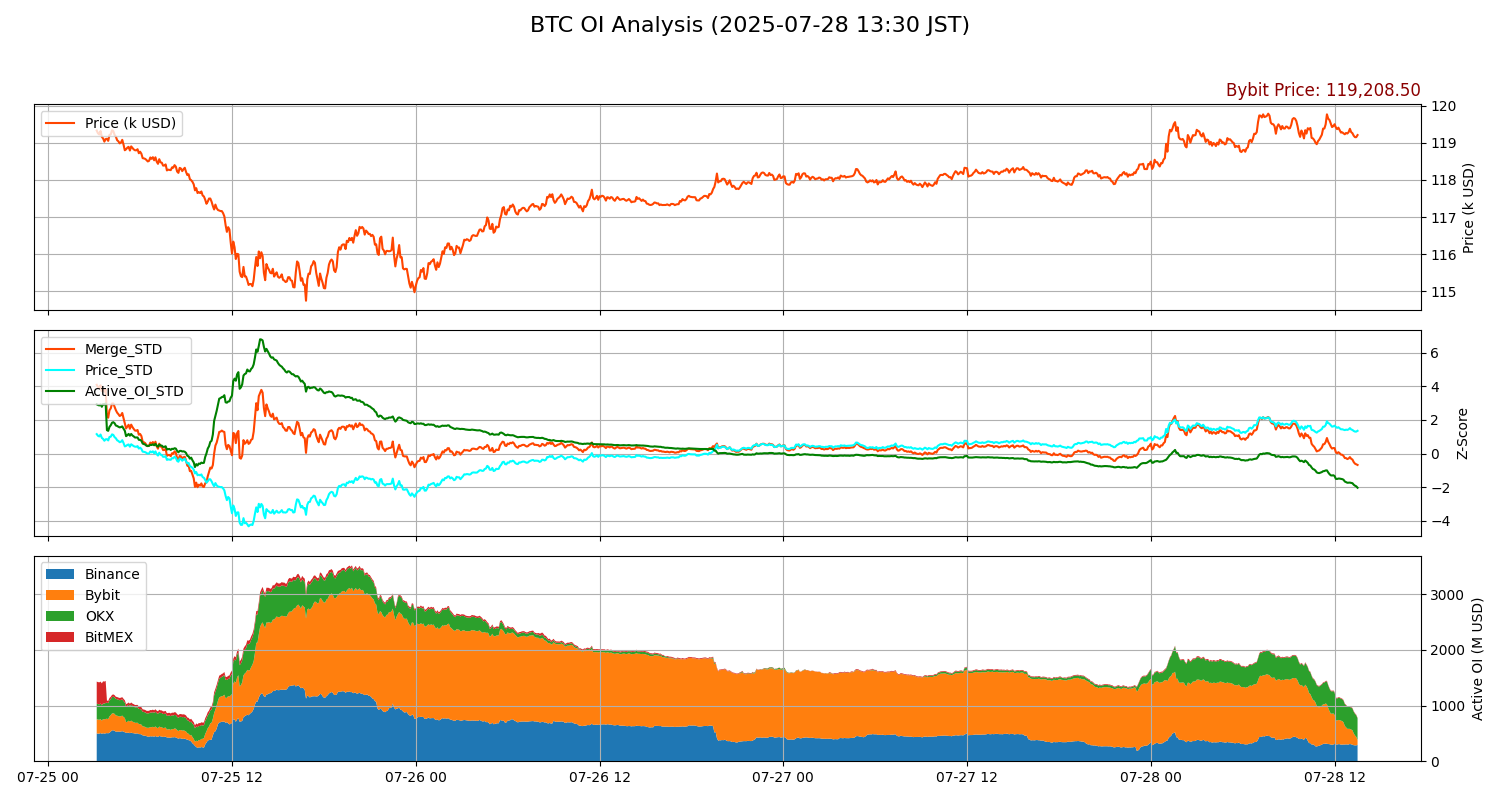 BTC OI Analysis (2025-07-28 13:30 JST)
Bybit Price: 119,208.50
Price (k USD)
120
119
118
117
116
115
Price (k USD)
Merge_STD
Price_STD
Active_OI_STD
6
4
2
0
−2
−4
Z-Score
Binance
Bybit
OKX
BitMEX
3000
2000
1000
0
Active OI (M USD)
07-25 00
07-25 12
07-26 00
07-26 12
07-27 00
07-27 12
07-28 00
07-28 12